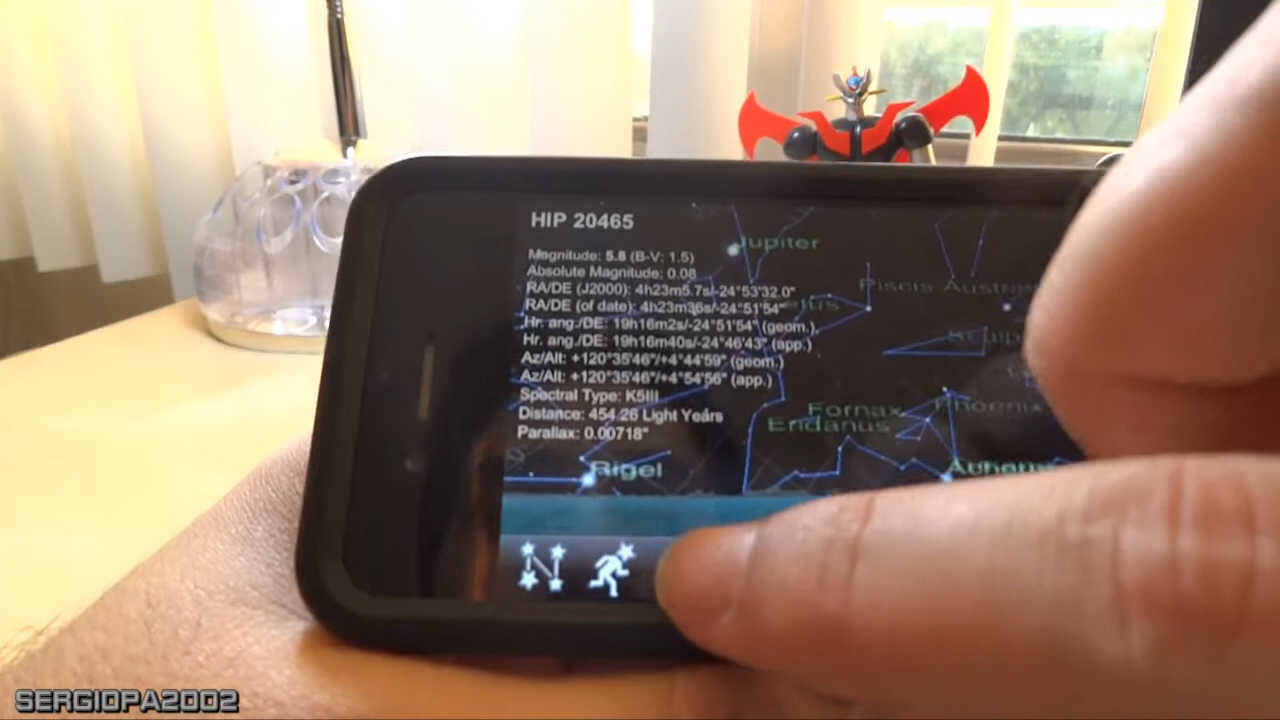 HIP 20465
Magnitude: 5.8 (B-V: 1.5)
Absolute Magnitude: 0.08
RA/DE (J2000): 4h23m5.7s/-24°53'32.0"
RA/DE (of date): 4h23m36s/-24°51'54"
Hr. ang./DE: 19h16m2s/-24°51'54" (geom.)
Hr. ang./DE: 19h16m40s/-24°46'43" (app.)
Az/Alt: +120°35'46"/+4°44'59" (geom.)
Az/Alt: +120°35'46"/+4°54'56" (app.)
Spectral Type: K5III
Distance: 454.26 Light Years
Parallax: 0.00718"
Jupiter
Piscis
Fornax
Phoenix
Eridanus
Rigel
N
SERGIOPA2002